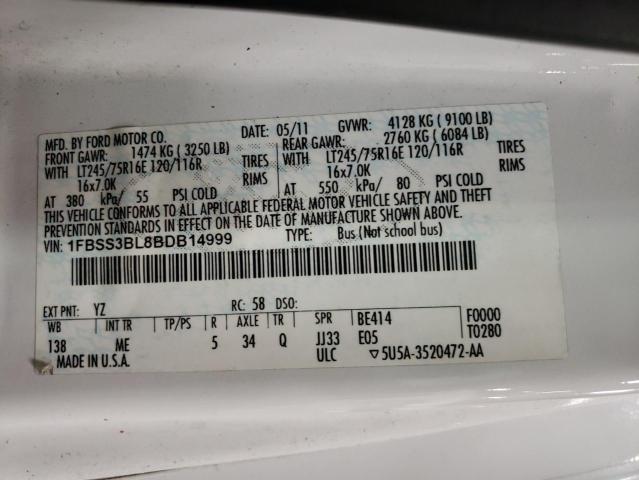 MFD. BY FORD MOTOR CO. DATE: 05/11 GVWR: 4128 KG ( 9100 LB)
FRONT GAWR: 1474 KG ( 3250 LB) REAR GAWR: 2760 KG ( 6084 LB)
WITH LT245/75R16E 120/116R TIRES WITH LT245/75R16E 120/116R TIRES
16x7.0K RIMS 16x7.0K RIMS
AT 380 kPa/ 55 PSI COLD AT 550 kPa/ 80 PSI COLD
THIS VEHICLE CONFORMS TO ALL APPLICABLE FEDERAL MOTOR VEHICLE SAFETY AND THEFT
PREVENTION STANDARDS IN EFFECT ON THE DATE OF MANUFACTURE SHOWN ABOVE.
VIN: 1FBSS3BL8BDB14999 TYPE: Bus (Not school bus)
EXT PNT: YZ RC: 58 DSO:
WB INT TR TP/PS R AXLE TR SPR BE414 F0000
138 ME 5 34 Q JJ33 E05 T0280
MADE IN U.S.A. ULC ▽5U5A-3520472-AA